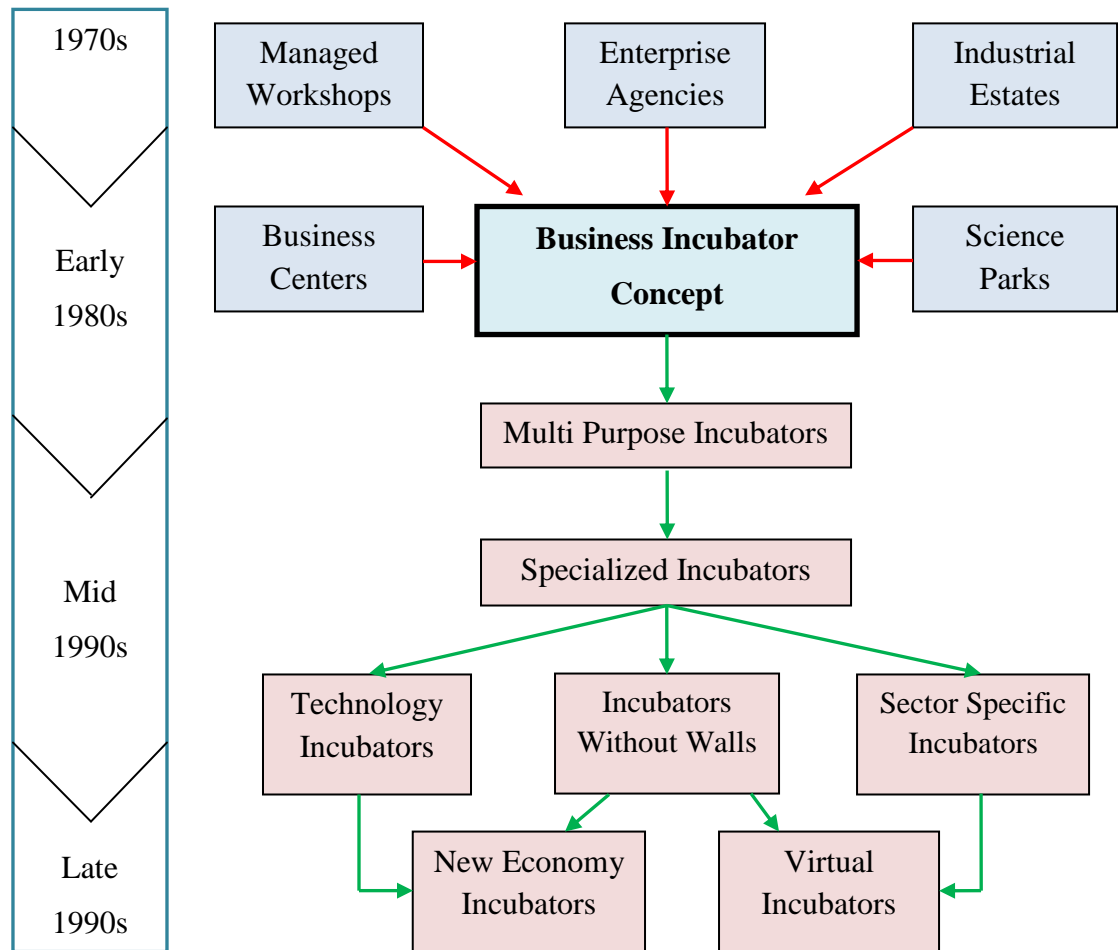 1970s
Managed
Workshops
Enterprise
Agencies
Industrial
Estates
Early
1980s
Business
Centers
Business Incubator
Concept
Science
Parks
Multi Purpose Incubators
Mid
1990s
Specialized Incubators
Technology
Incubators
Incubators
Without Walls
Sector Specific
Incubators
Late
1990s
New Economy
Incubators
Virtual
Incubators